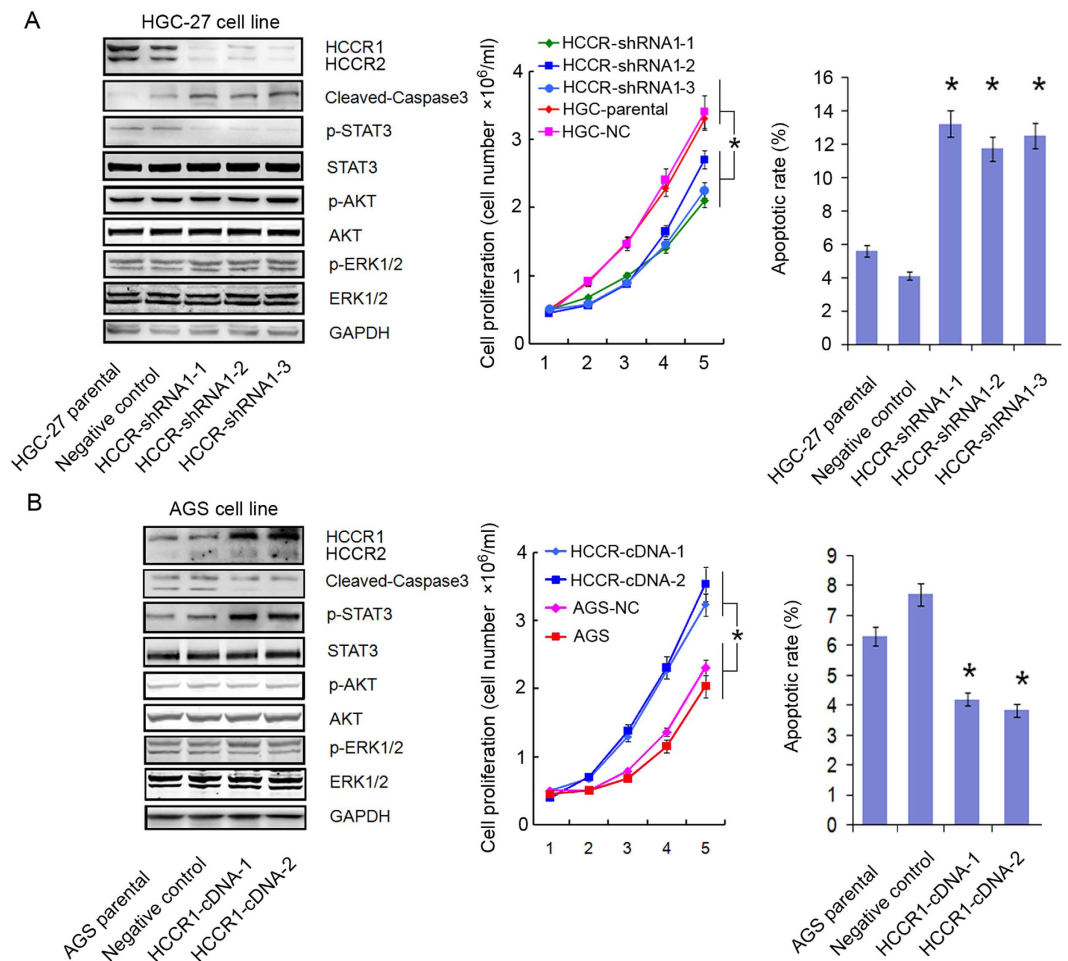 A
HGC-27 cell line
HCCR1
HCCR2
Cleaved-Caspase3
p-STAT3
STAT3
p-AKT
AKT
p-ERK1/2
ERK1/2
GAPDH
HGC-27 parental
Negative control
HCCR-shRNA1-1
HCCR-shRNA1-2
HCCR-shRNA1-3
Cell proliferation (cell number ×10⁶/ml)
4
3
2
1
0
1 2 3 4 5
HCCR-shRNA1-1
HCCR-shRNA1-2
HCCR-shRNA1-3
HGC-parental
HGC-NC
*
Apoptotic rate (%)
16
14
12
10
8
6
4
2
0
* * *
HGC-27 parental
Negative control
HCCR-shRNA1-1
HCCR-shRNA1-2
HCCR-shRNA1-3
B
AGS cell line
HCCR1
HCCR2
Cleaved-Caspase3
p-STAT3
STAT3
p-AKT
AKT
p-ERK1/2
ERK1/2
GAPDH
AGS parental
Negative control
HCCR1-cDNA-1
HCCR1-cDNA-2
Cell proliferation (cell number ×10⁶/ml)
4
3
2
1
0
1 2 3 4 5
HCCR-cDNA-1
HCCR-cDNA-2
AGS-NC
AGS
*
Apoptotic rate (%)
9
8
7
6
5
4
3
2
1
0
* *
AGS parental
Negative control
HCCR1-cDNA-1
HCCR1-cDNA-2